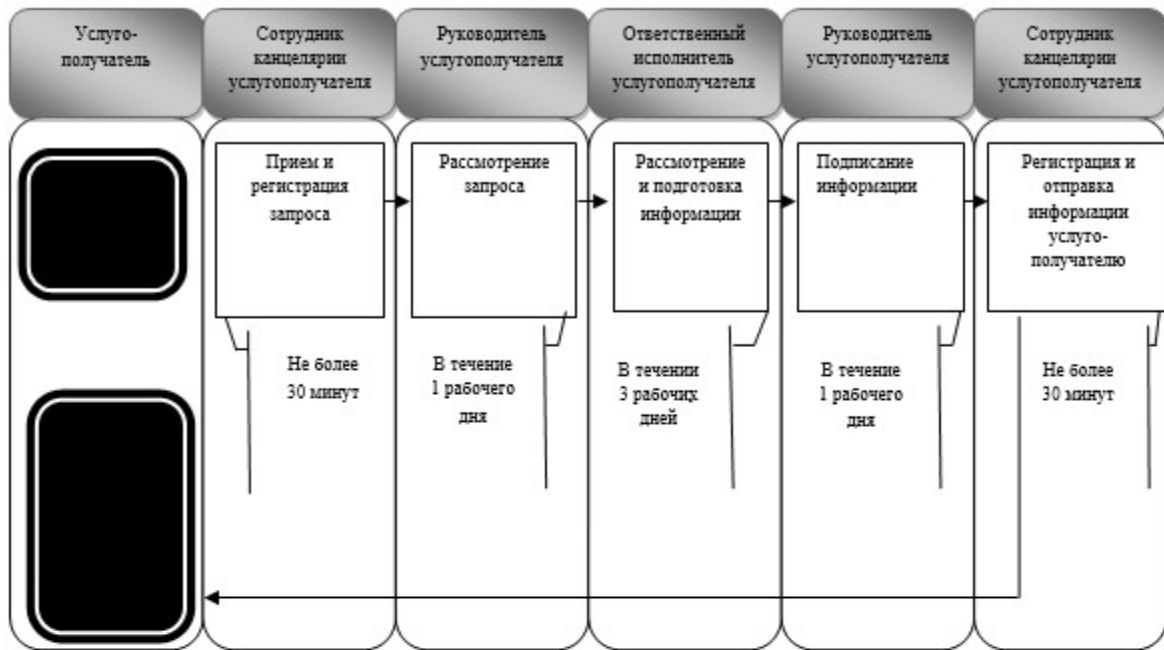 Услуго-
получатель
Сотрудник
канцелярии
услугополучателя
Руководитель
услугополучателя
Ответственный
исполнитель
услугополучателя
Руководитель
услугополучателя
Сотрудник
канцелярии
услугополучателя
Прием и
регистрация
запроса
Рассмотрение
запроса
Рассмотрение
и подготовка
информации
Подписание
информации
Регистрация и
отправка
информации
услуго-
получателю
Не более
30 минут
В течение
1 рабочего
дня
В течении
3 рабочих
дней
В течение
1 рабочего
дня
Не более
30 минут